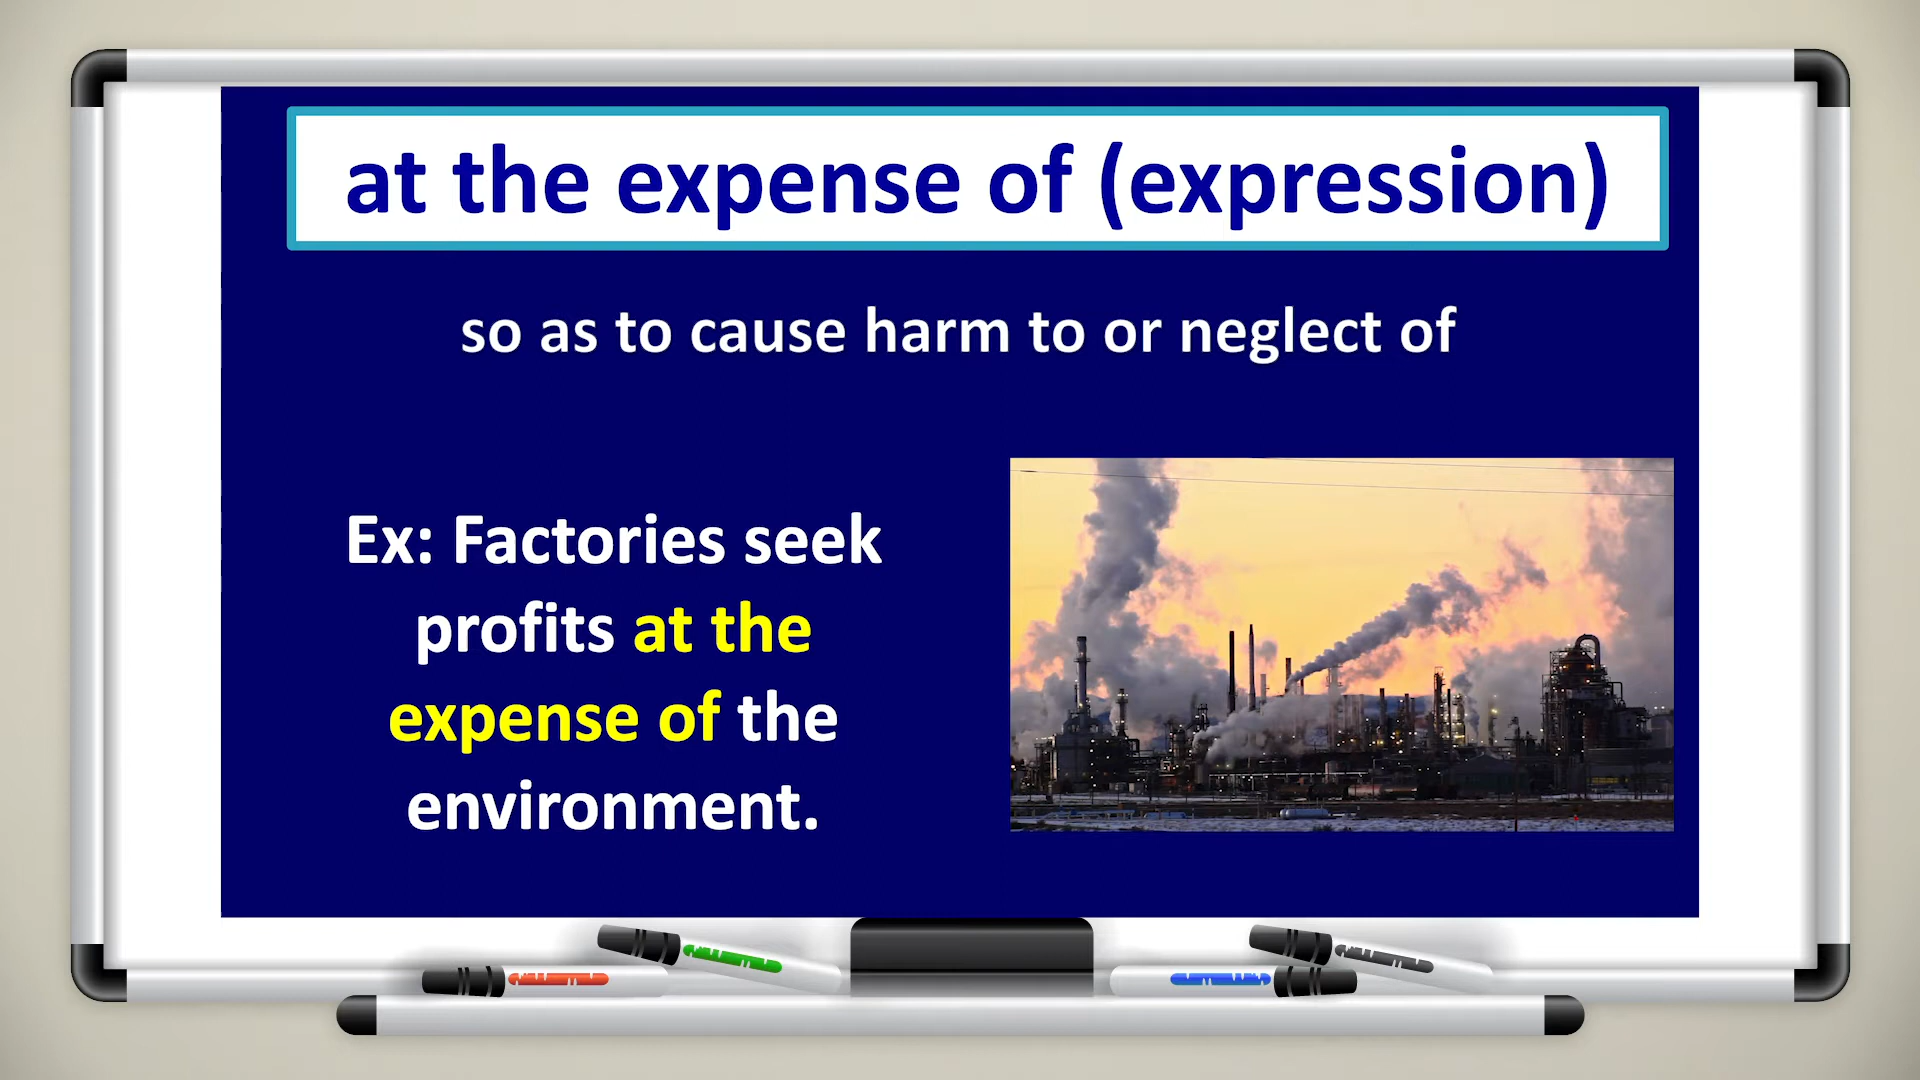 at the expense of (expression)
so as to cause harm to or neglect of
Ex: Factories seek
profits at the
expense of the
environment.